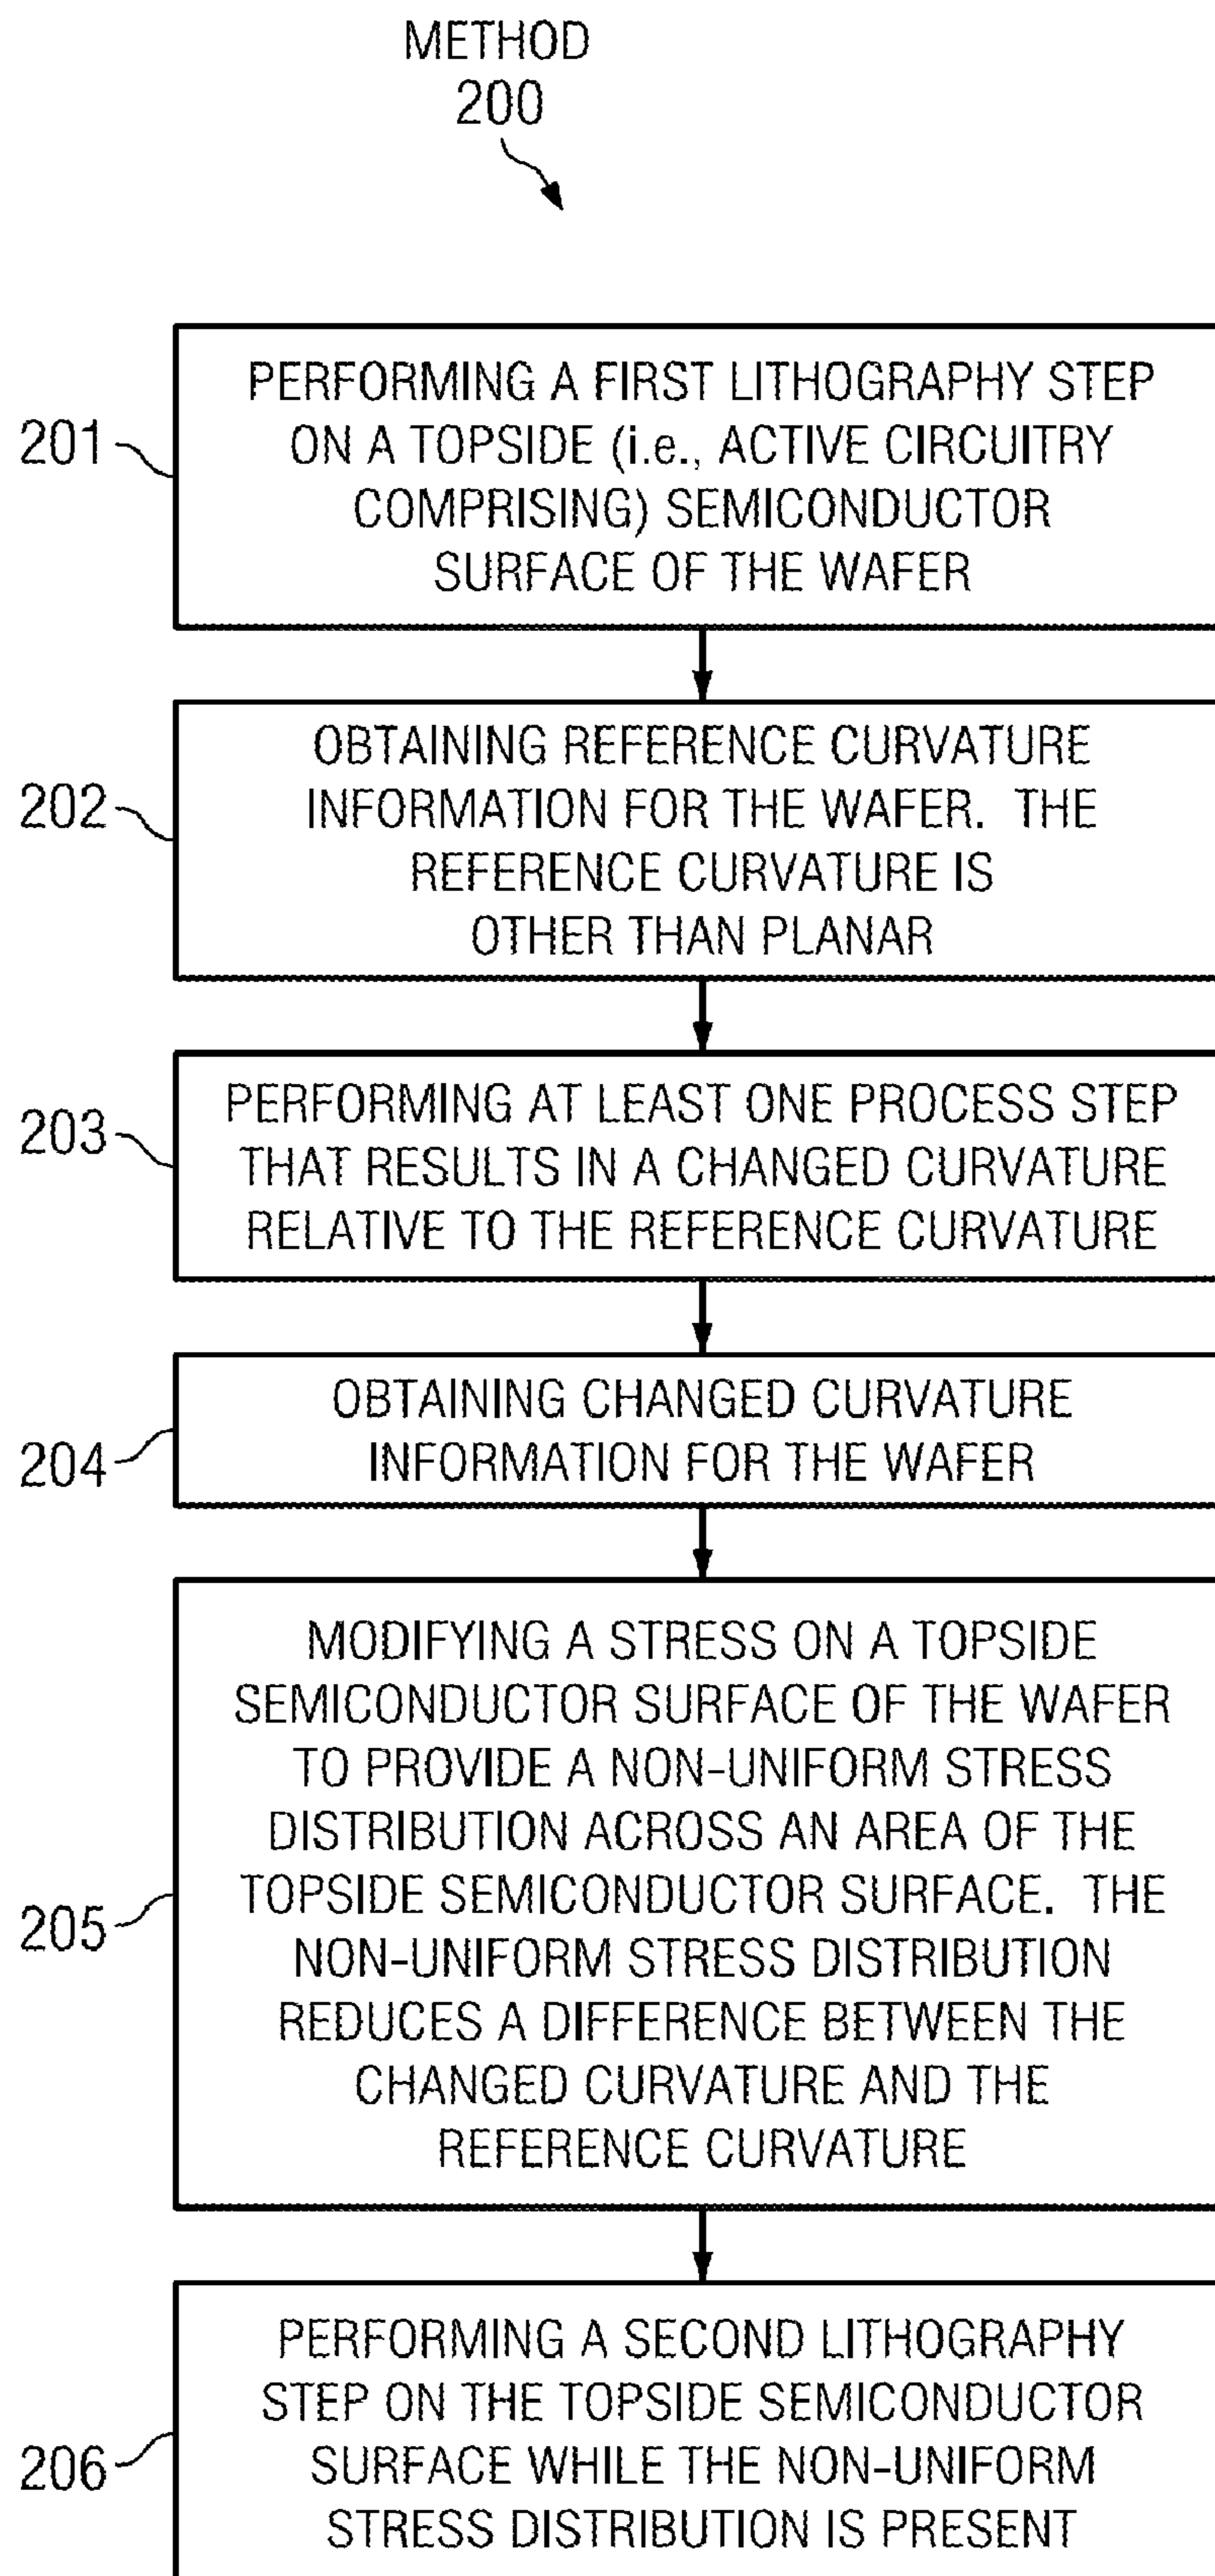 METHOD
200
201
PERFORMING A FIRST LITHOGRAPHY STEP
ON A TOPSIDE (i.e., ACTIVE CIRCUITRY
COMPRISING) SEMICONDUCTOR
SURFACE OF THE WAFER
202
OBTAINING REFERENCE CURVATURE
INFORMATION FOR THE WAFER. THE
REFERENCE CURVATURE IS
OTHER THAN PLANAR
203
PERFORMING AT LEAST ONE PROCESS STEP
THAT RESULTS IN A CHANGED CURVATURE
RELATIVE TO THE REFERENCE CURVATURE
204
OBTAINING CHANGED CURVATURE
INFORMATION FOR THE WAFER
205
MODIFYING A STRESS ON A TOPSIDE
SEMICONDUCTOR SURFACE OF THE WAFER
TO PROVIDE A NON-UNIFORM STRESS
DISTRIBUTION ACROSS AN AREA OF THE
TOPSIDE SEMICONDUCTOR SURFACE. THE
NON-UNIFORM STRESS DISTRIBUTION
REDUCES A DIFFERENCE BETWEEN THE
CHANGED CURVATURE AND THE
REFERENCE CURVATURE
206
PERFORMING A SECOND LITHOGRAPHY
STEP ON THE TOPSIDE SEMICONDUCTOR
SURFACE WHILE THE NON-UNIFORM
STRESS DISTRIBUTION IS PRESENT